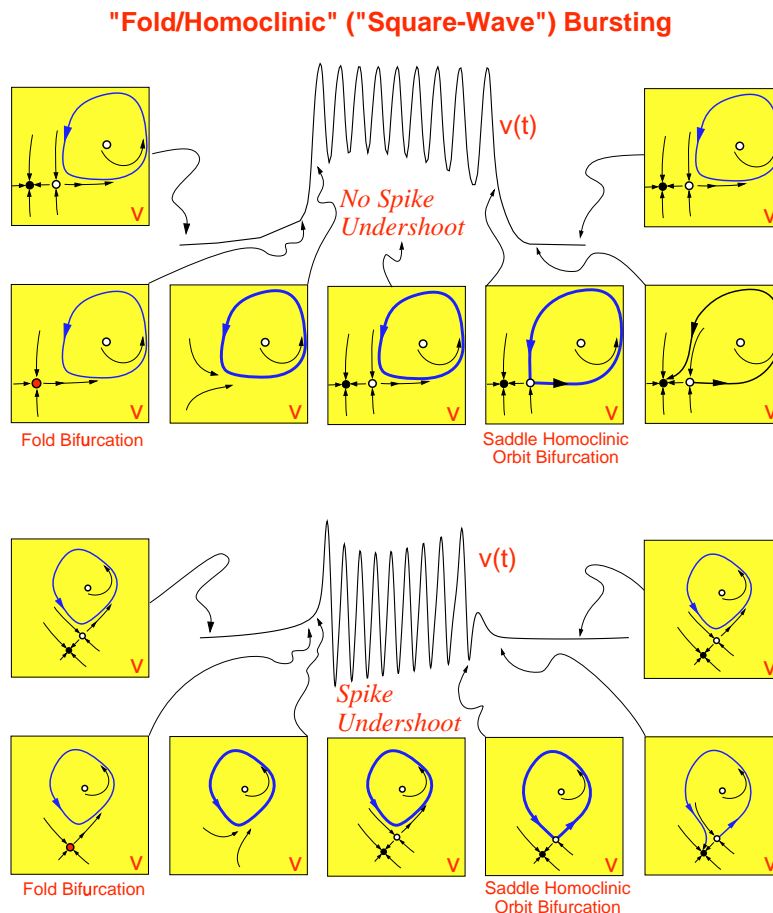 "Fold/Homoclinic" ("Square-Wave") Bursting
v(t)
V
V
No Spike
Undershoot
V
V
V
V
V
Fold Bifurcation
Saddle Homoclinic
Orbit Bifurcation
v(t)
V
V
Spike
Undershoot
V
V
V
V
V
Fold Bifurcation
Saddle Homoclinic
Orbit Bifurcation